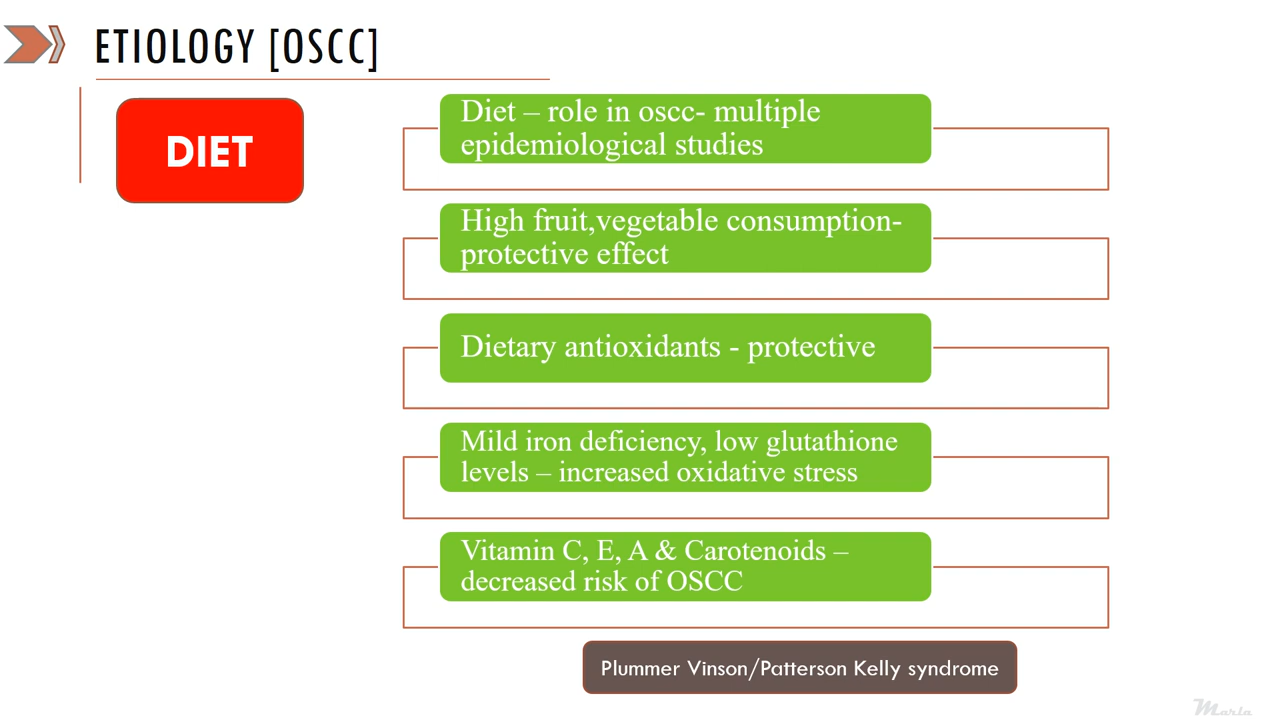 ETIOLOGY [OSCC]
DIET
Diet – role in oscc- multiple
epidemiological studies
High fruit,vegetable consumption-
protective effect
Dietary antioxidants - protective
Mild iron deficiency, low glutathione
levels – increased oxidative stress
Vitamin C, E, A & Carotenoids –
decreased risk of OSCC
Plummer Vinson/Patterson Kelly syndrome
Marla